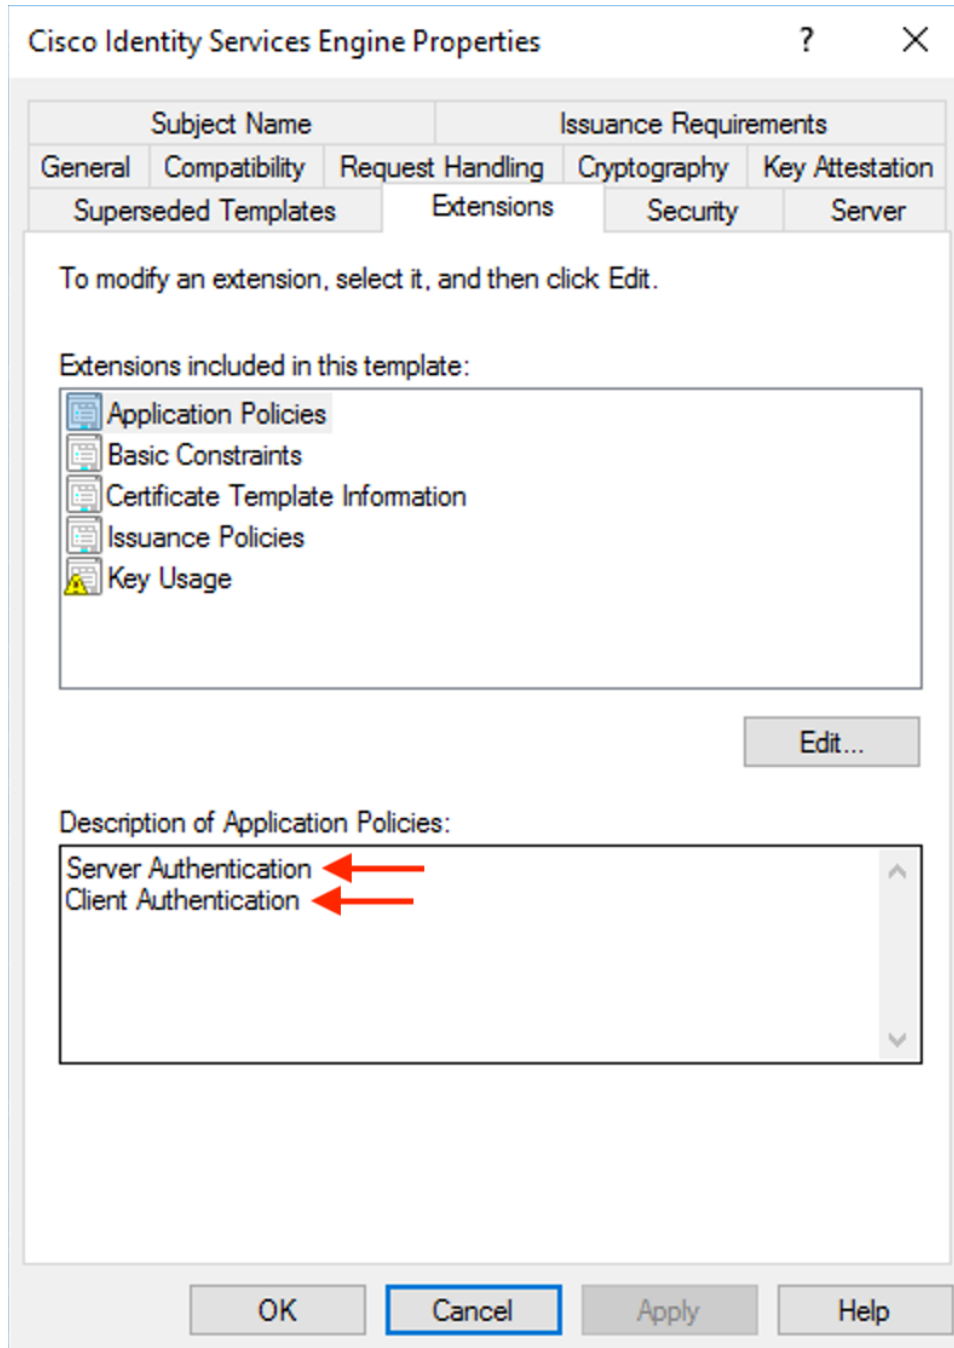 Cisco Identity Services Engine Properties ?
Subject Name Issuance Requirements
General Compatibility Request Handling Cryptography Key Attestation
Superseded Templates Extensions Security Server
To modify an extension, select it, and then click Edit.
Extensions included in this template:
Application Policies
Basic Constraints
Certificate Template Information
Issuance Policies
Key Usage
Edit...
Description of Application Policies:
Server Authentication
Client Authentication
OK Cancel Apply Help